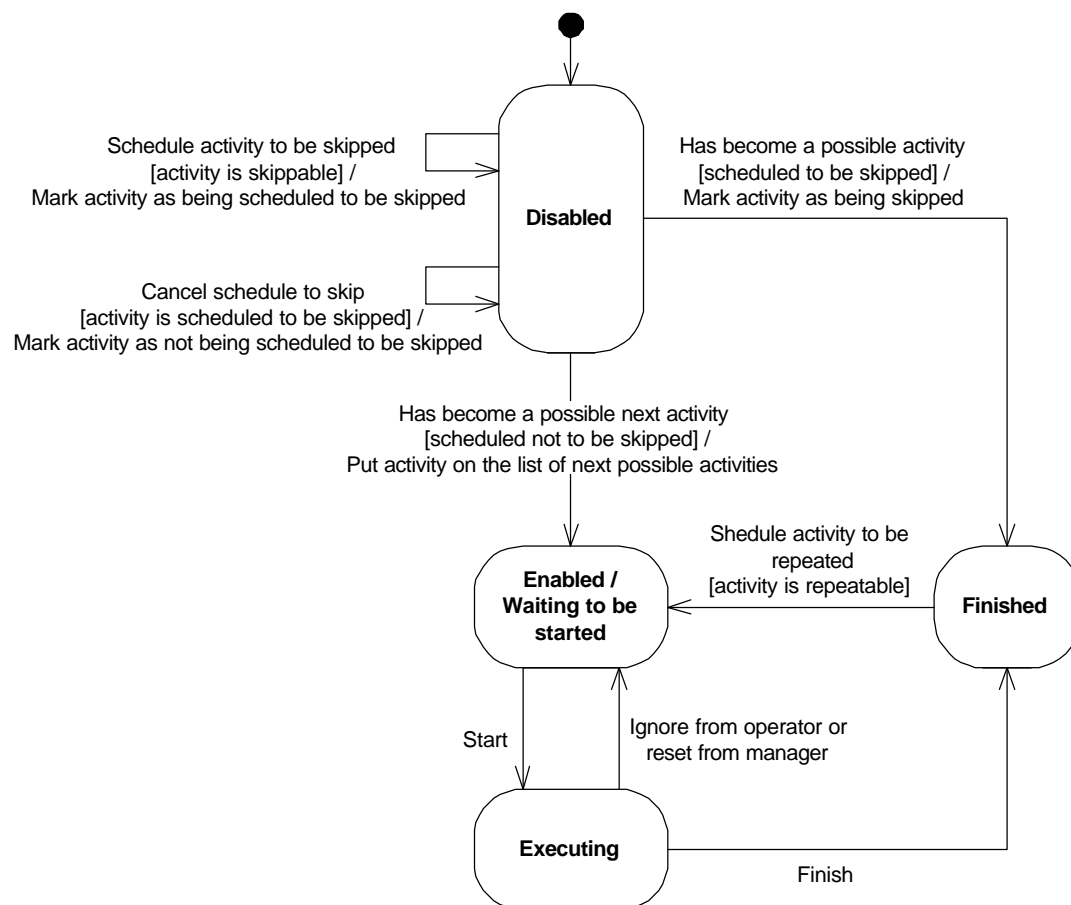 Schedule activity to be skipped
[activity is skippable] /
Mark activity as being scheduled to be skipped
Has become a possible activity
[scheduled to be skipped] /
Mark activity as being skipped
Disabled
Cancel schedule to skip
[activity is scheduled to be skipped] /
Mark activity as not being scheduled to be skipped
Has become a possible next activity
[scheduled not to be skipped] /
Put activity on the list of next possible activities
Shedule activity to be
repeated
[activity is repeatable]
Enabled /
Waiting to be
started
Finished
Start
Ignore from operator or
reset from manager
Executing
Finish